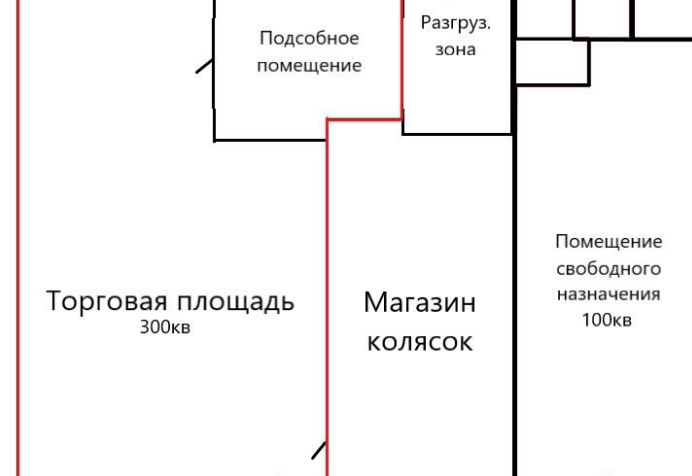 Подсобное
помещение
Разгруз.
зона
Торговая площадь
300кв
Магазин
колясок
Помещение
свободного
назначения
100кв